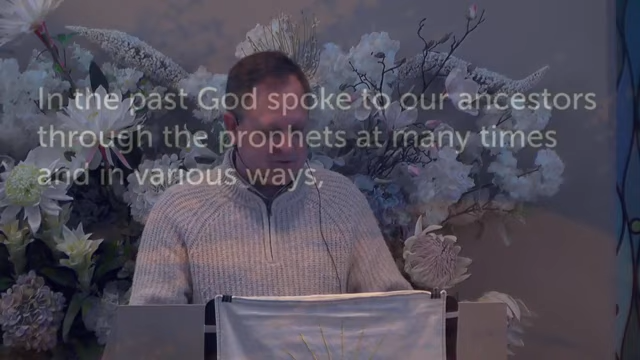 In the past God spoke to our ancestors
through the prophets at many times
and in various ways,